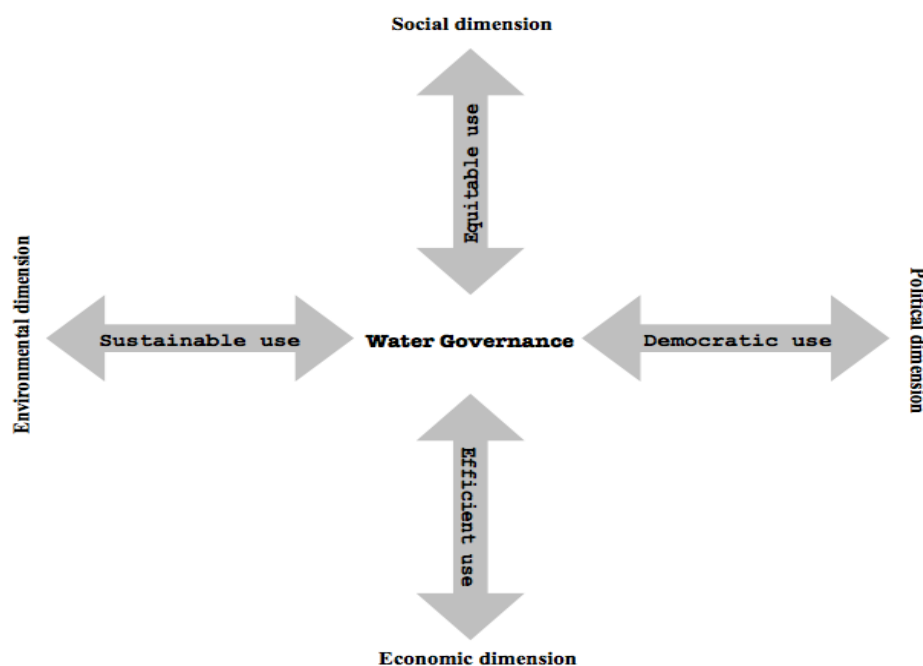 Social dimension
Equitable use
Environmental dimension
Sustainable use
Water Governance
Democratic use
Political dimension
Efficient use
Economic dimension